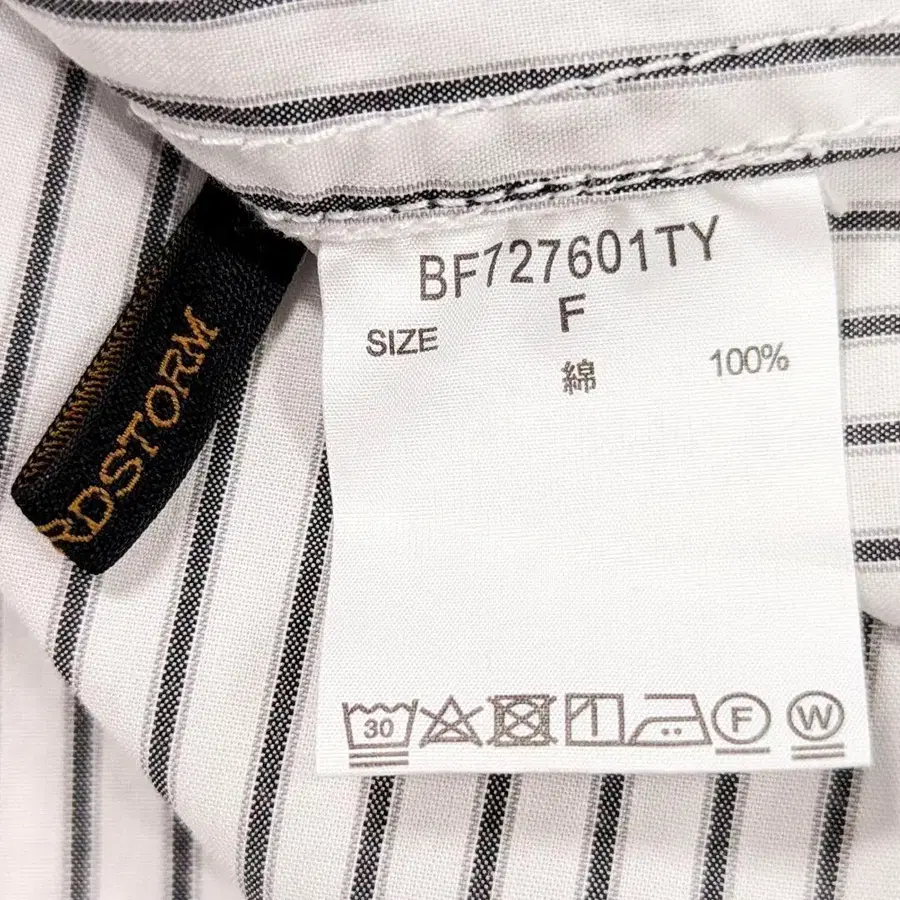 BF727601TY
SIZE F
綿 100%
30
F
W
RDSTORM